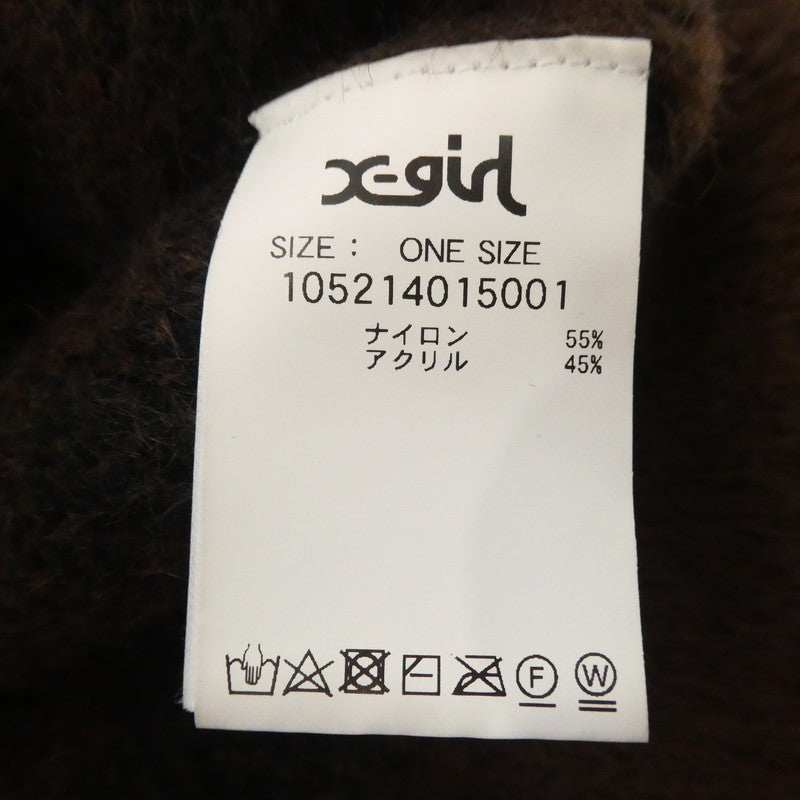 x-girl
SIZE : ONE SIZE
105214015001
ナイロン 55%
アクリル 45%
F W